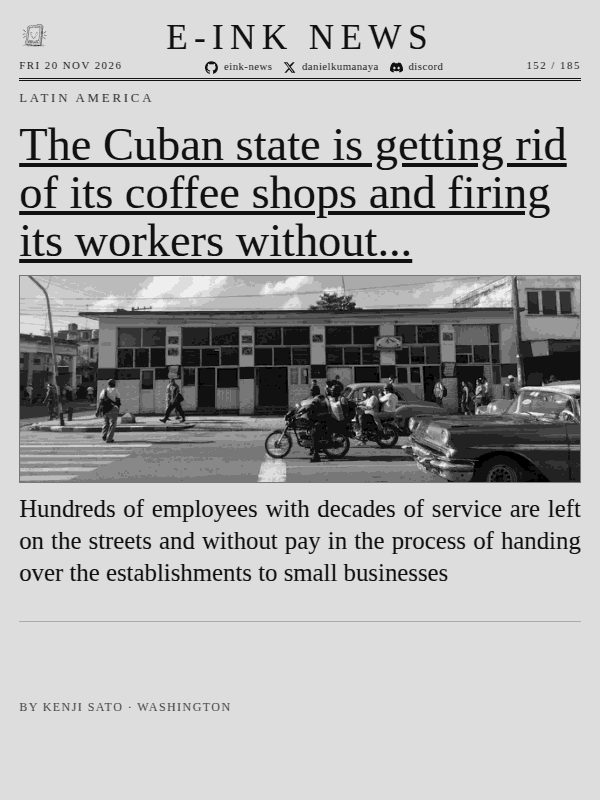 E-INK NEWS
FRI 20 NOV 2026
eink-news danielkumanaya discord
152 / 185
LATIN AMERICA
The Cuban state is getting rid
of its coffee shops and firing
its workers without...
Hundreds of employees with decades of service are left
on the streets and without pay in the process of handing
over the establishments to small businesses
BY KENJI SATO · WASHINGTON